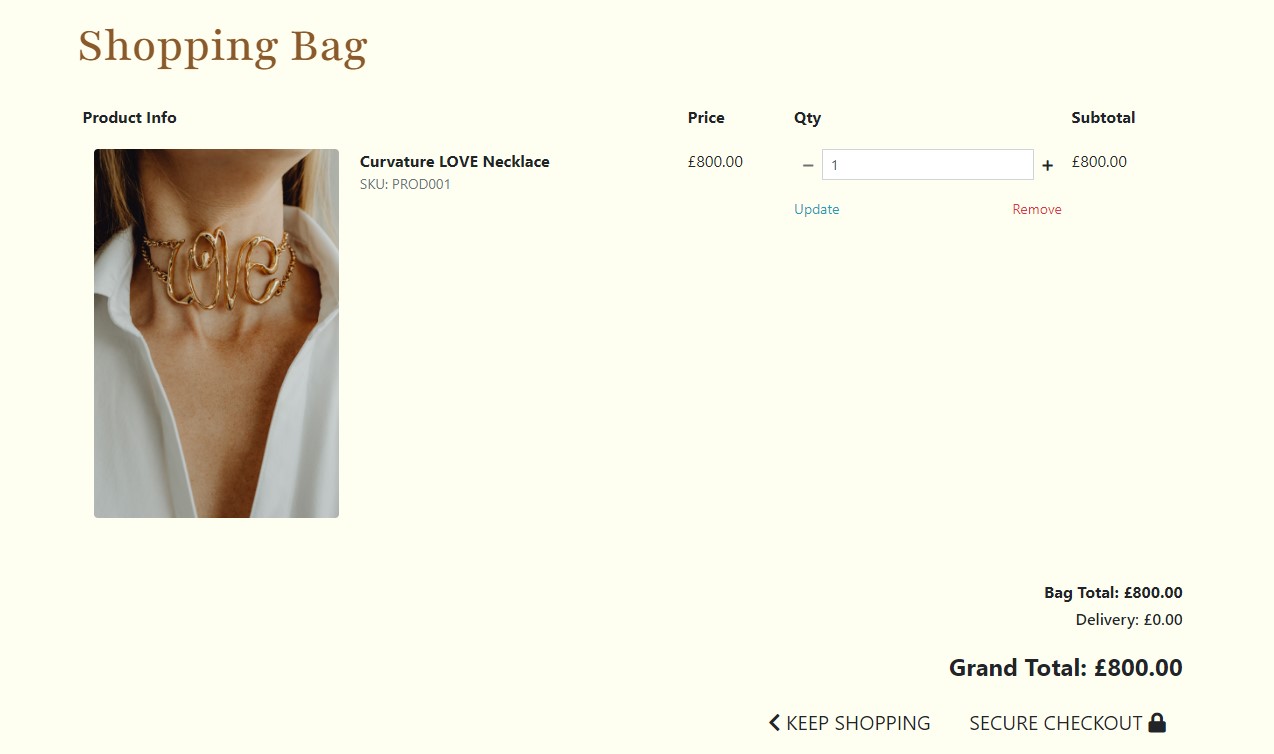 Shopping Bag
Product Info Price Qty Subtotal
Curvature LOVE Necklace £800.00 1 £800.00
SKU: PROD001
Update Remove
love
Bag Total: £800.00
Delivery: £0.00
Grand Total: £800.00
KEEP SHOPPING SECURE CHECKOUT